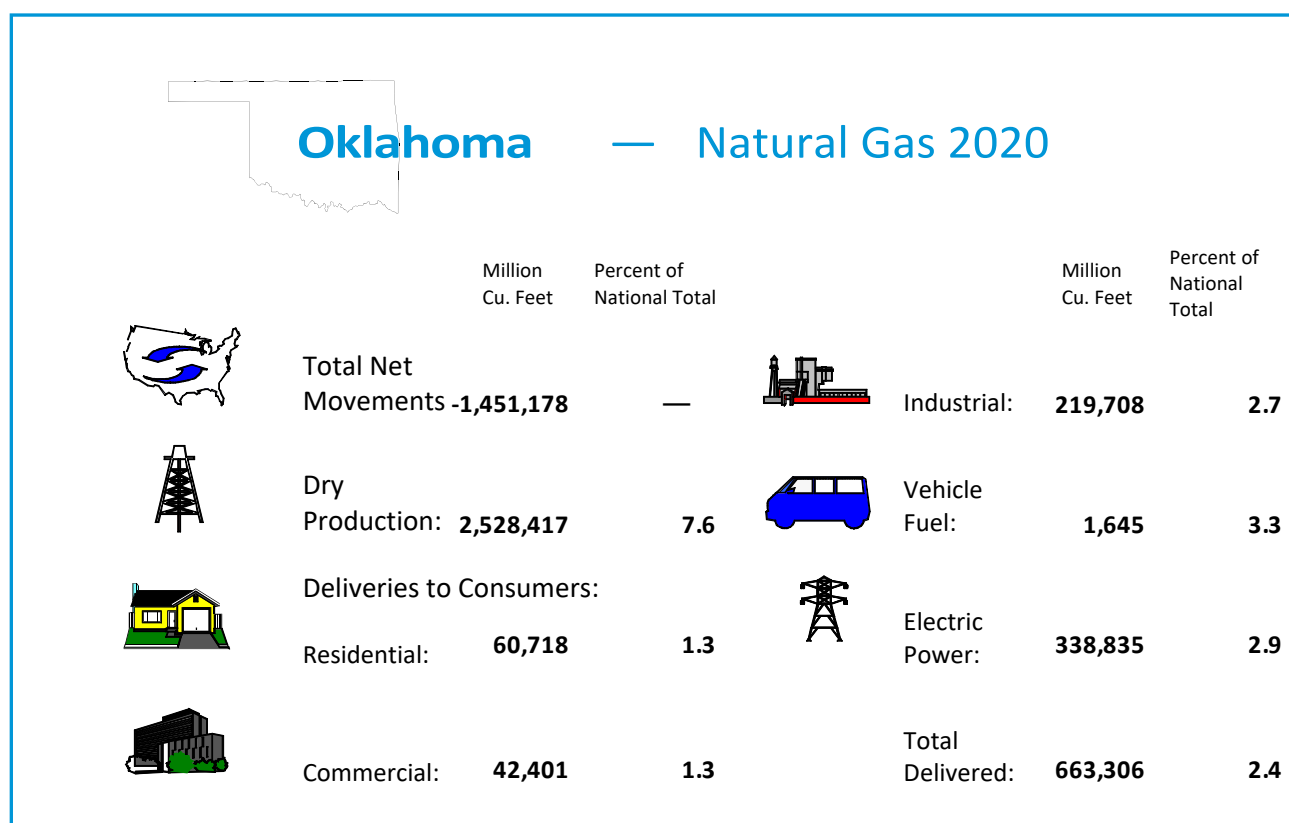 Oklahoma — Natural Gas 2020
Million
Cu. Feet
Percent of
National Total
Million
Cu. Feet
Percent of
National
Total
Total Net
Movements -1,451,178 —
Industrial: 219,708 2.7
Dry
Production: 2,528,417 7.6
Vehicle
Fuel: 1,645 3.3
Deliveries to Consumers:
Residential: 60,718 1.3
Electric
Power: 338,835 2.9
Commercial: 42,401 1.3
Total
Delivered: 663,306 2.4